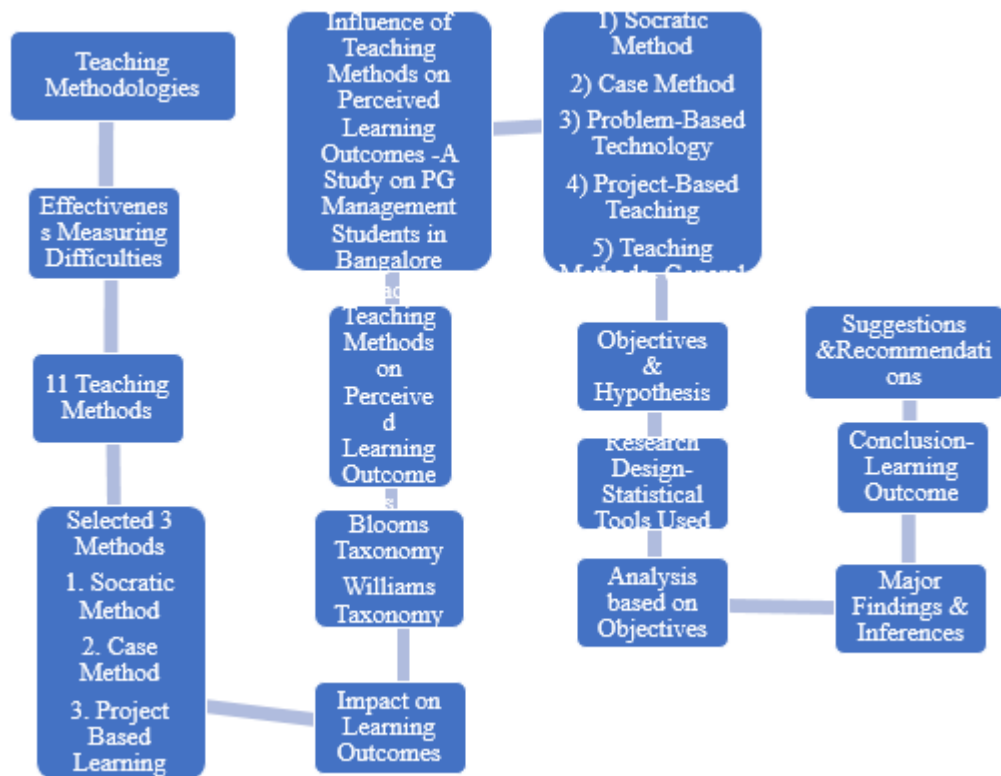 Teaching
Methodologies
Effectivenes
s Measuring
Difficulties
11 Teaching
Methods
Selected 3
Methods
1. Socratic
Method
2. Case
Method
3. Project
Based
Learning
Impact on
Learning
Outcomes
Blooms
Taxonomy
Williams
Taxonomy
Teaching
Methods
on
Perceive
d
Learning
Outcome
s
Influence of
Teaching
Methods on
Perceived
Learning
Outcomes -A
Study on PG
Management
Students in
Bangalore
1) Socratic
Method
2) Case Method
3) Problem-Based
Technology
4) Project-Based
Teaching
5) Teaching
Methods- General
Objectives
&
Hypothesis
Research
Design-
Statistical
Tools Used
Analysis
based on
Objectives
Major
Findings &
Inferences
Conclusion-
Learning
Outcome
Suggestions
&Recommendati
ons